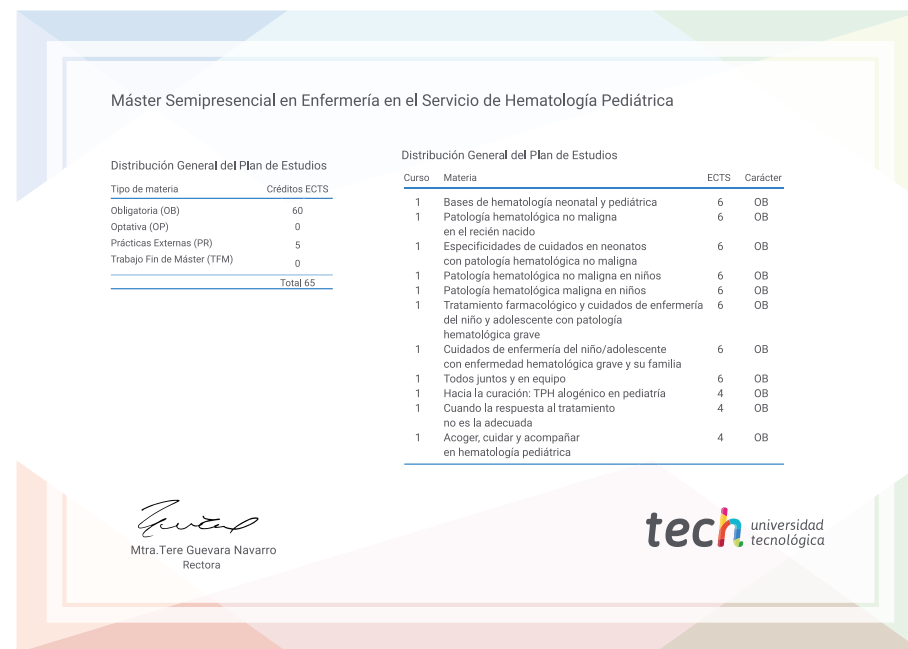 Máster Semipresencial en Enfermería en el Servicio de Hematología Pediátrica
Distribución General del Plan de Estudios
Tipo de materia Créditos ECTS
Obligatoria (OB) 60
Optativa (OP) 0
Prácticas Externas (PR) 5
Trabajo Fin de Máster (TFM) 0
Total 65
Distribución General del Plan de Estudios
Curso Materia ECTS Carácter
1 Bases de hematología neonatal y pediátrica 6 OB
1 Patología hematológica no maligna 6 OB
en el recién nacido
1 Especificidades de cuidados en neonatos 6 OB
con patología hematológica no maligna
1 Patología hematológica no maligna en niños 6 OB
1 Patología hematológica maligna en niños 6 OB
1 Tratamiento farmacológico y cuidados de enfermería 6 OB
del niño y adolescente con patología
hematológica grave
1 Cuidados de enfermería del niño/adolescente 6 OB
con enfermedad hematológica grave y su familia
1 Todos juntos y en equipo 6 OB
1 Hacia la curación: TPH alogénico en pediatría 4 OB
1 Cuando la respuesta al tratamiento 4 OB
no es la adecuada
1 Acoger, cuidar y acompañar 4 OB
en hematología pediátrica
Mtra.Tere Guevara Navarro
Rectora
tech universidad
tecnológica